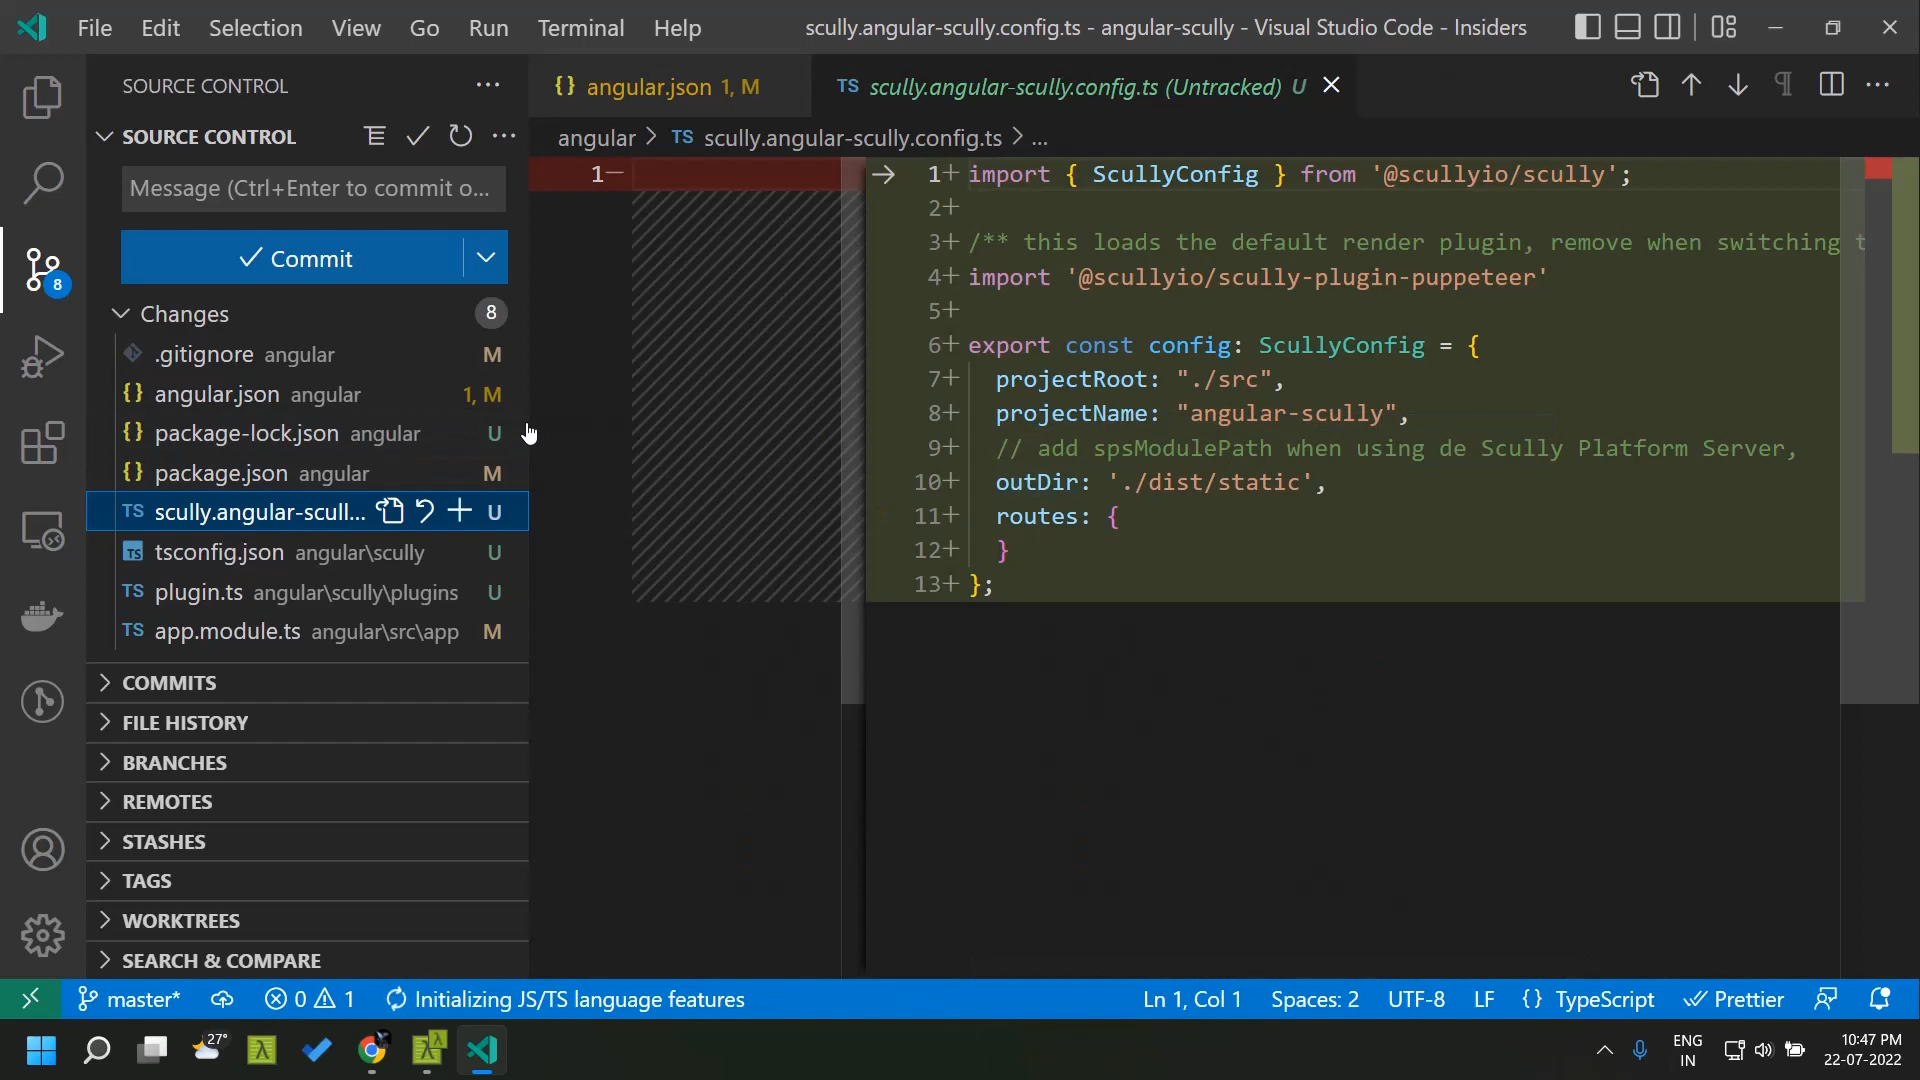 File Edit Selection View Go Run Terminal Help
scully.angular-scully.config.ts - angular-scully - Visual Studio Code - Insiders
SOURCE CONTROL
{} angular.json 1, M
TS scully.angular-scully.config.ts (Untracked) U
SOURCE CONTROL
angular > TS scully.angular-scully.config.ts > ...
Message (Ctrl+Enter to commit o...
Commit
Changes 8
.gitignore angular M
{} angular.json angular 1, M
{} package-lock.json angular U
{} package.json angular M
TS scully.angular-scull... U
TS tsconfig.json angular\scully U
TS plugin.ts angular\scully\plugins U
TS app.module.ts angular\src\app M
COMMITS
FILE HISTORY
BRANCHES
REMOTES
STASHES
TAGS
WORKTREES
SEARCH & COMPARE
8
1−
1+ import { ScullyConfig } from '@scullyio/scully';
2+
3+ /** this loads the default render plugin, remove when switching t
4+ import '@scullyio/scully-plugin-puppeteer'
5+
6+ export const config: ScullyConfig = {
7+ projectRoot: "./src",
8+ projectName: "angular-scully",
9+ // add spsModulePath when using de Scully Platform Server,
10+ outDir: './dist/static',
11+ routes: {
12+ }
13+ };
master* 0 1 Initializing JS/TS language features
Ln 1, Col 1 Spaces: 2 UTF-8 LF {} TypeScript Prettier
27°
ENG
IN
10:47 PM
22-07-2022